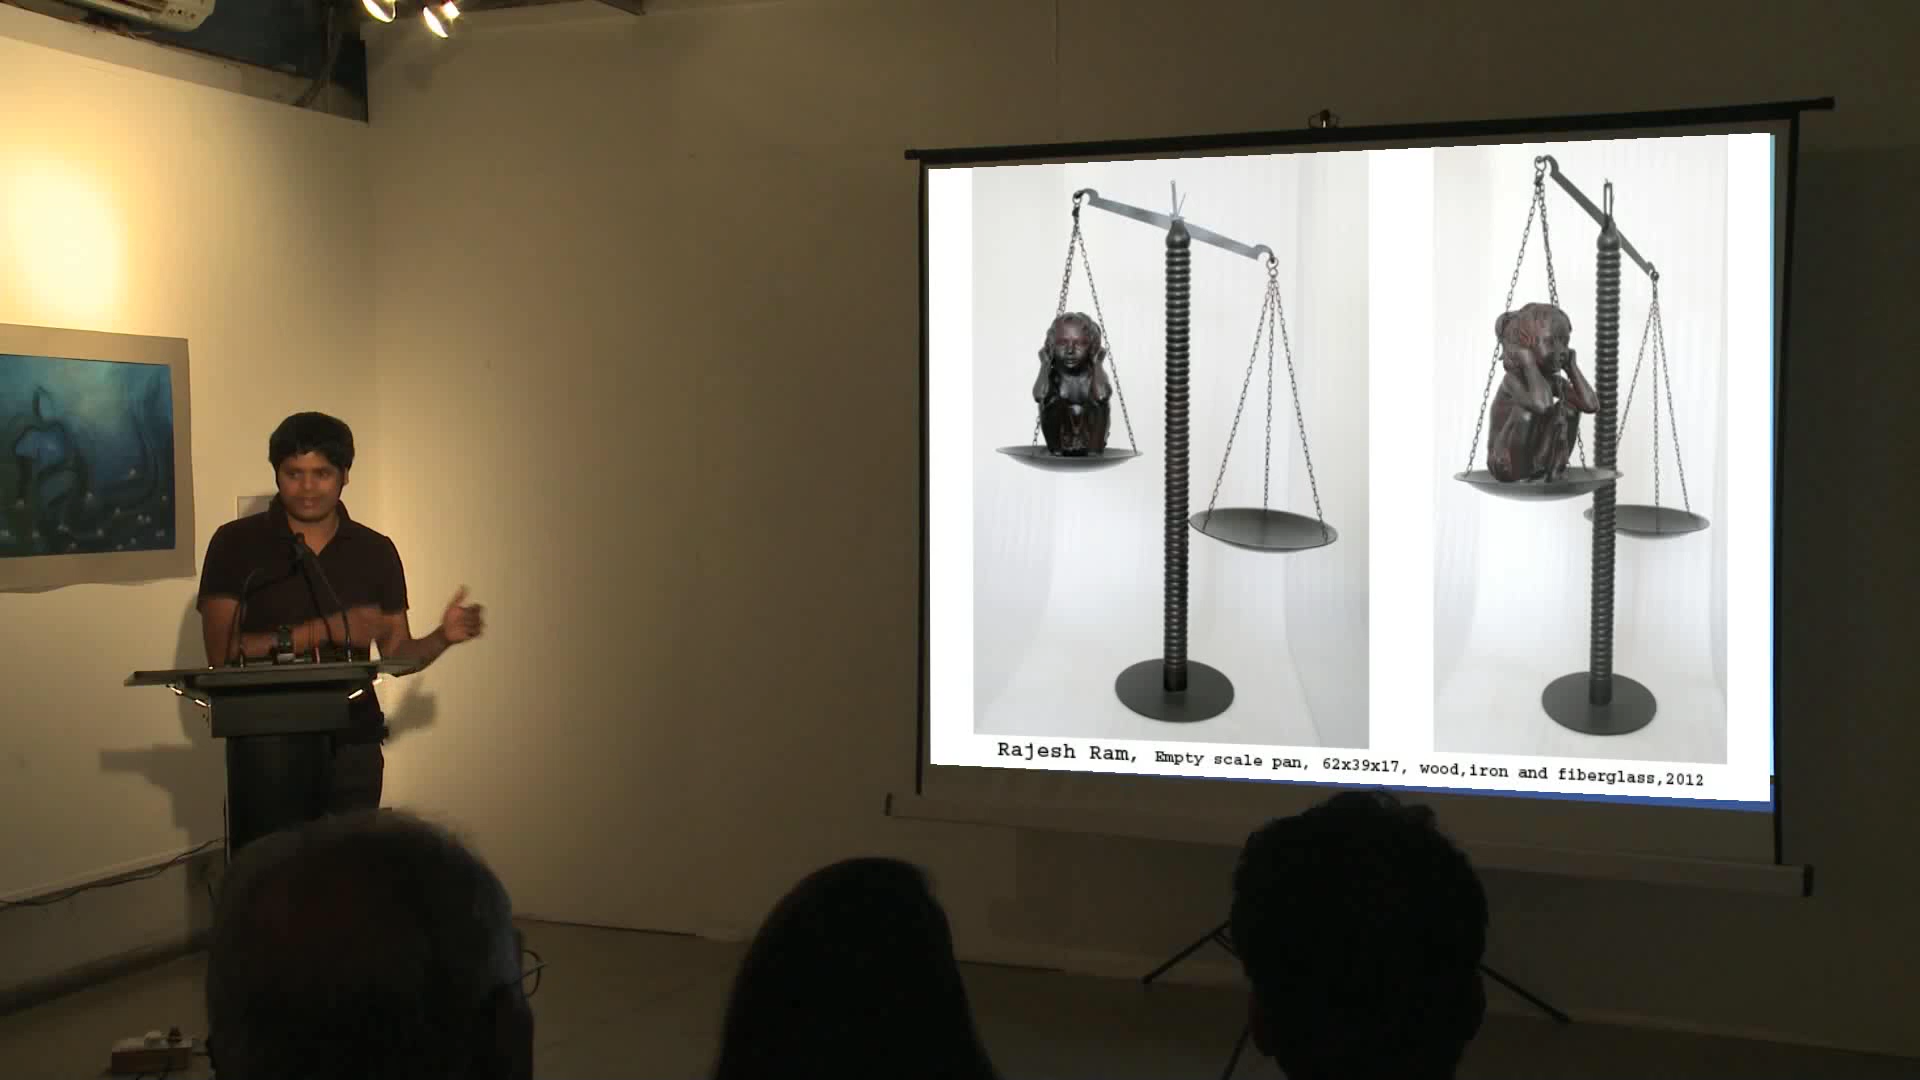 Rajesh Ram, Empty scale pan, 62x39x17, wood,iron and fiberglass,2012